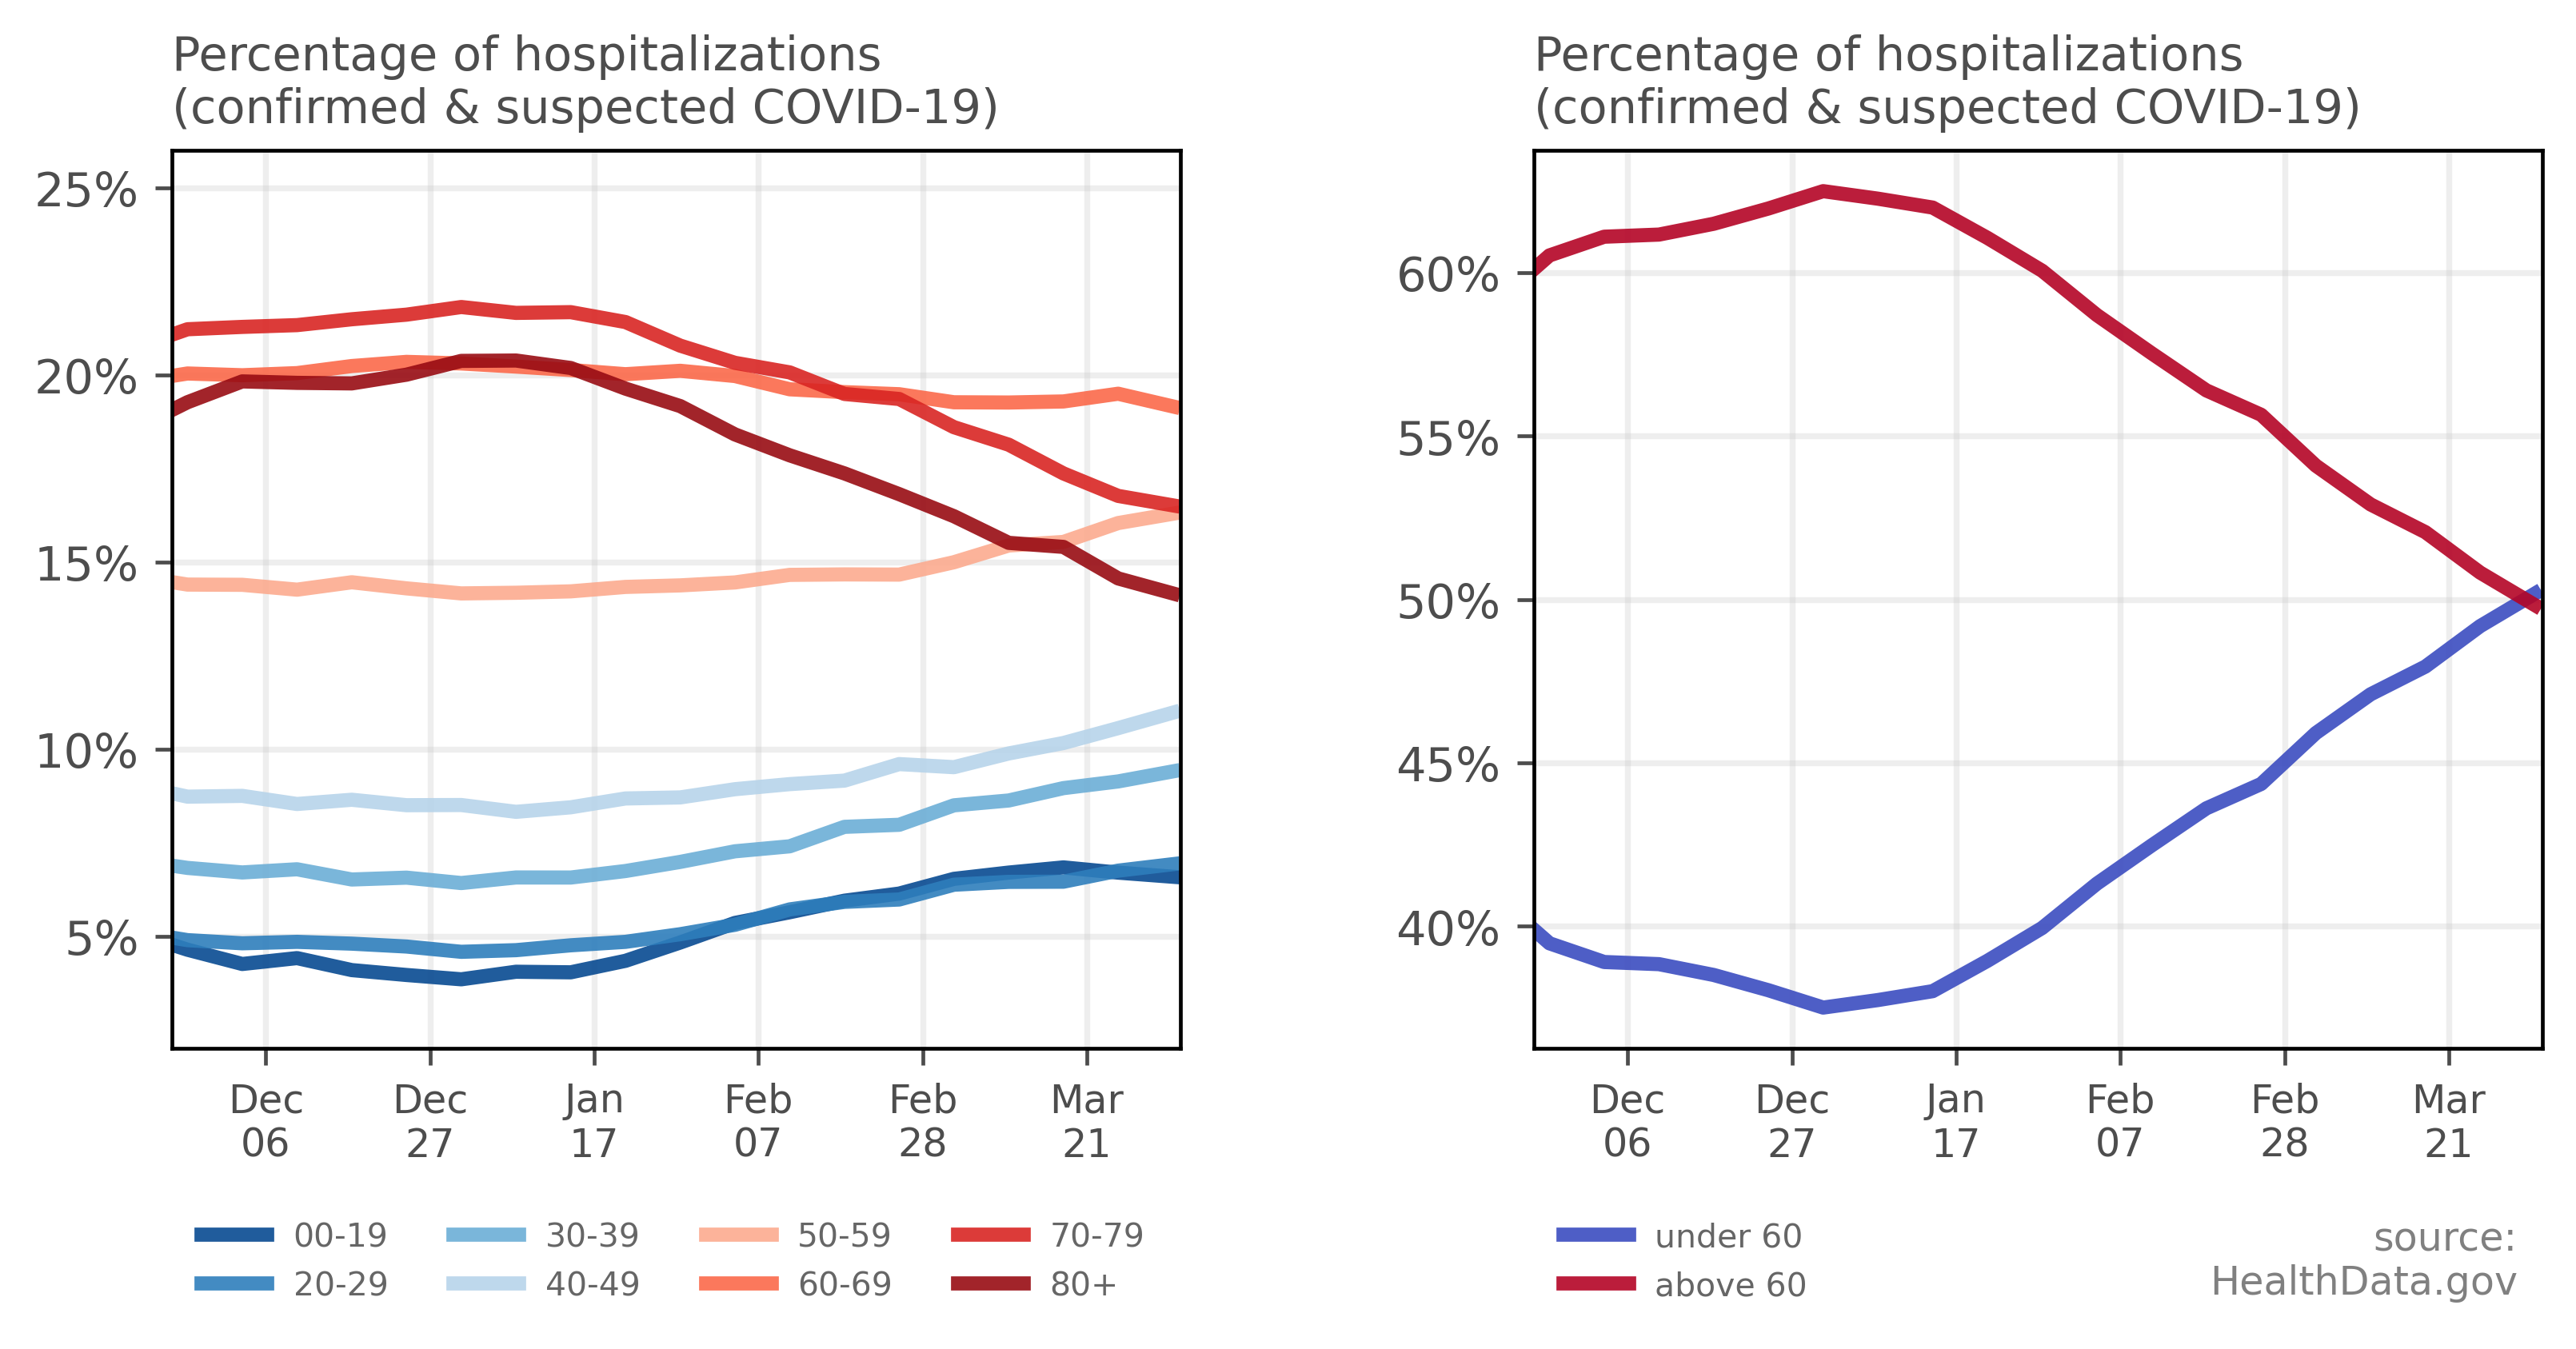 Percentage of hospitalizations
(confirmed & suspected COVID-19)
25%
20%
15%
10%
5%
Dec
06
Dec
27
Jan
17
Feb
07
Feb
28
Mar
21
00-19
20-29
30-39
40-49
50-59
60-69
70-79
80+
Percentage of hospitalizations
(confirmed & suspected COVID-19)
60%
55%
50%
45%
40%
Dec
06
Dec
27
Jan
17
Feb
07
Feb
28
Mar
21
under 60
above 60
source:
HealthData.gov